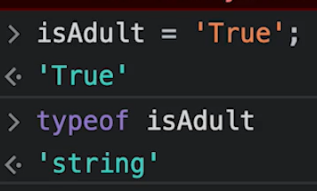 > isAdult = 'True';
<· 'True'
> typeof isAdult
<· 'string'